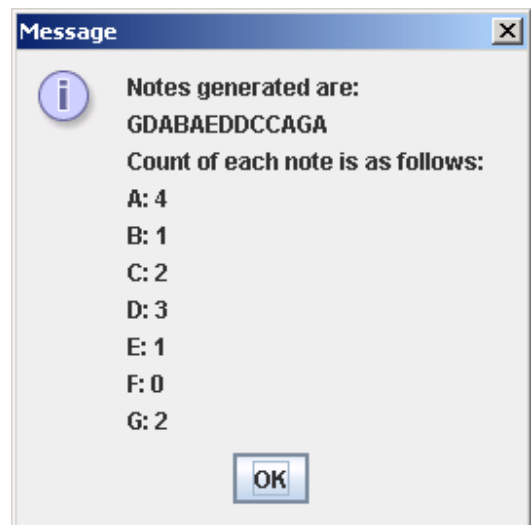 Message
Notes generated are:
GDABAEDDCCAGA
Count of each note is as follows:
A: 4
B: 1
C: 2
D: 3
E: 1
F: 0
G: 2
OK